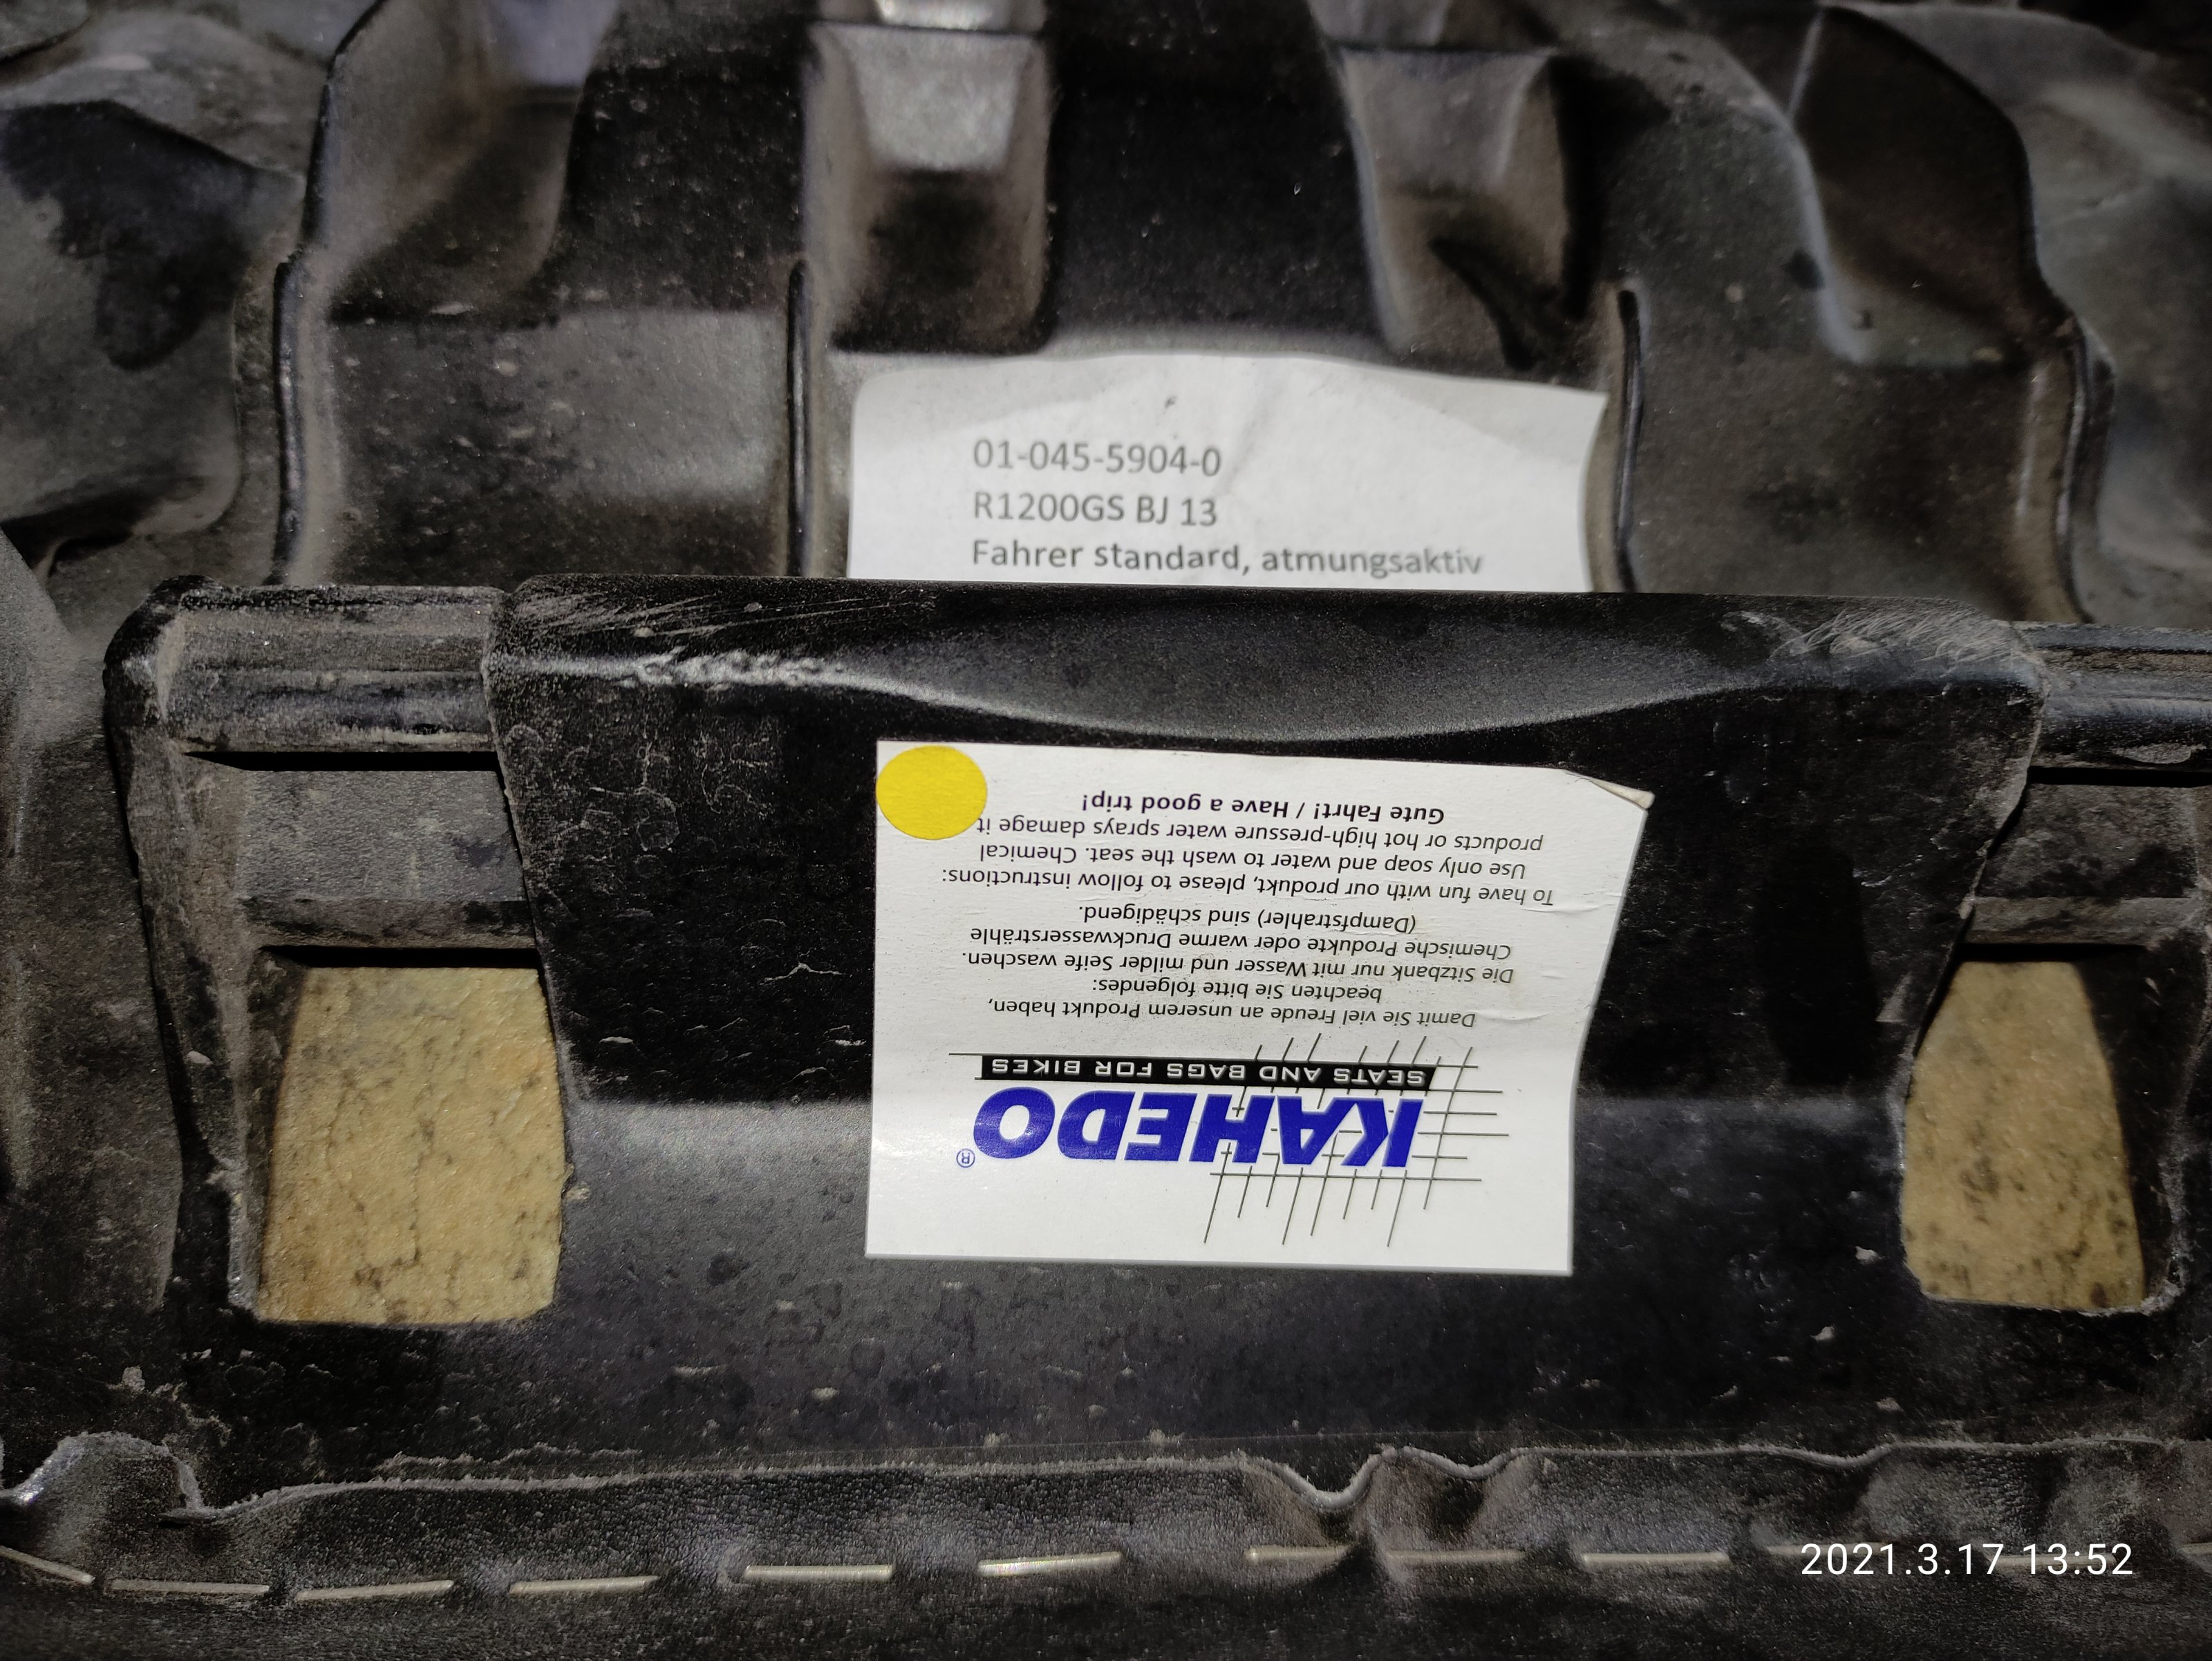 01-045-5904-0
R1200GS BJ 13
Fahrer standard, atmungsaktiv
KAHEDO®
SEATS AND BAGS FOR BIKES
Damit Sie viel Freude an unserem Produkt haben,
beachten Sie bitte folgendes:
Die Sitzbank nur mit Wasser und milder Seife waschen.
Chemische Produkte oder warme Druckwassersträhle
(Dampfstrahler) sind schädigend.
To have fun with our produkt, please to follow instructions:
Use only soap and water to wash the seat. Chemical
products or hot high-pressure water sprays damage it
Gute Fahrt! / Have a good trip!
2021.3.17 13:52